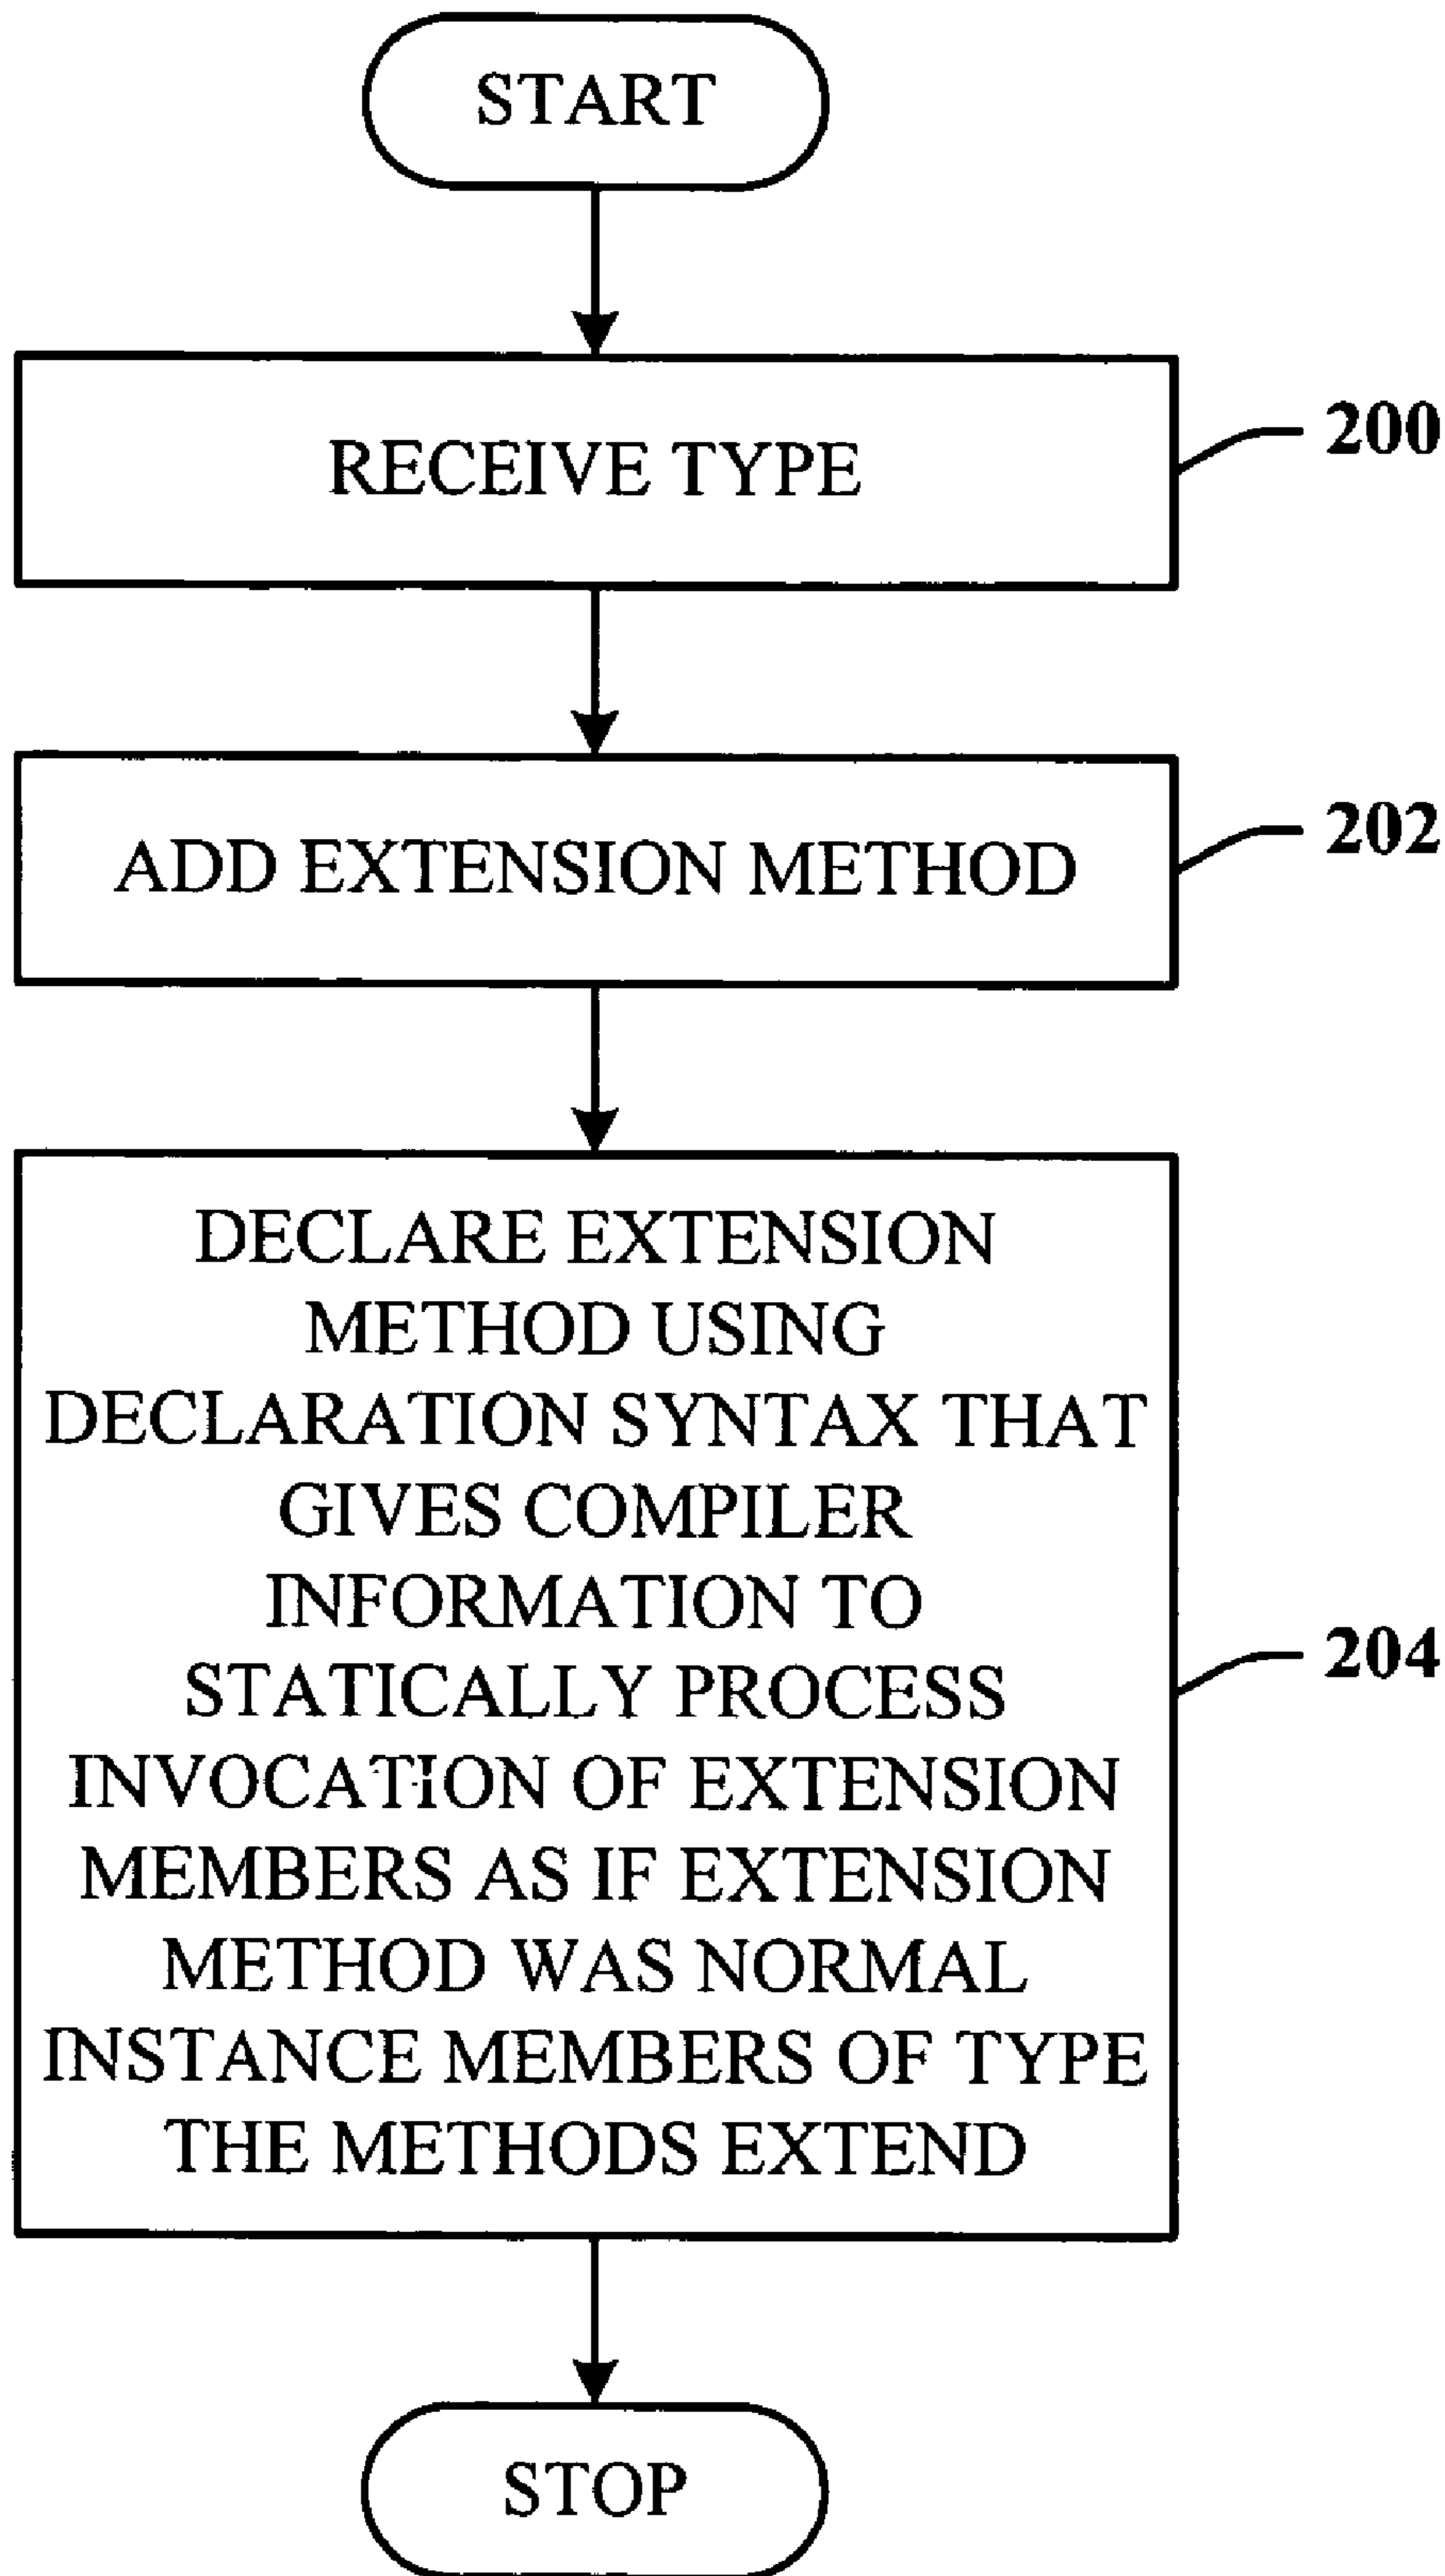 START
RECEIVE TYPE
200
ADD EXTENSION METHOD
202
DECLARE EXTENSION
METHOD USING
DECLARATION SYNTAX THAT
GIVES COMPILER
INFORMATION TO
STATICALLY PROCESS
INVOCATION OF EXTENSION
MEMBERS AS IF EXTENSION
METHOD WAS NORMAL
INSTANCE MEMBERS OF TYPE
THE METHODS EXTEND
204
STOP